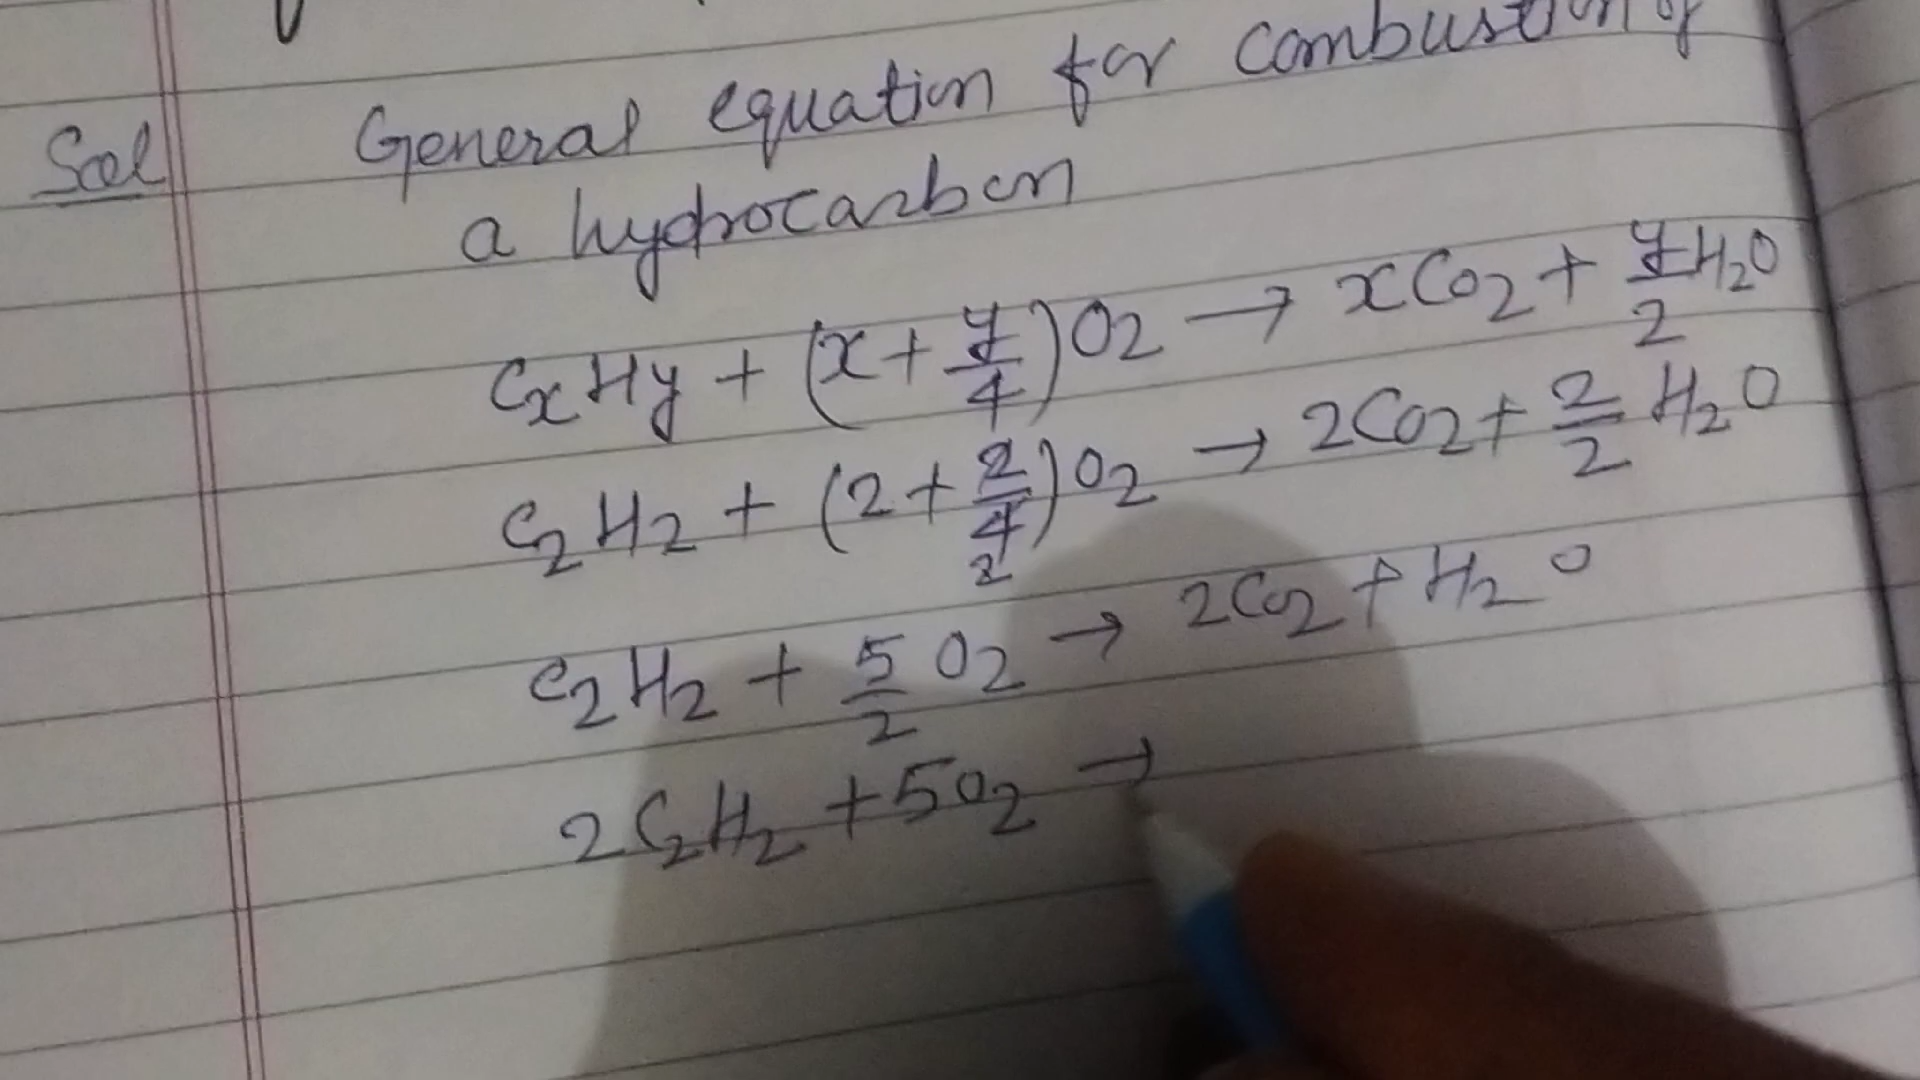 General equation for combustion of
Sol
a hydrocarbon
CxHy + (x + y/4)O2 → xCO2 + y/2 H2O
C2H2 + (2 + 2/4)O2 → 2CO2 + 2/2 H2O
2
C2H2 + 5/2 O2 → 2CO2 + H2O
2C2H2 + 5O2 →